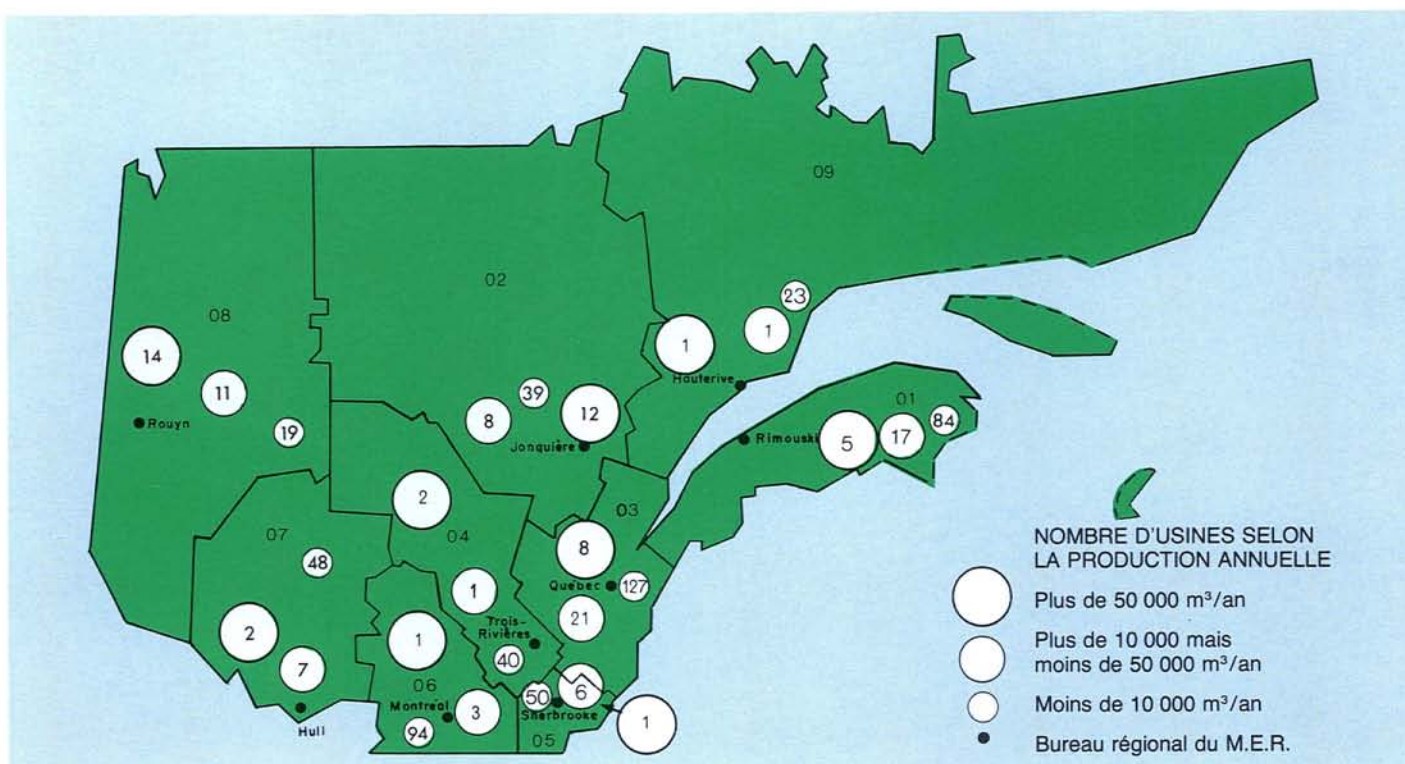 09
02
08
23
1
1
14
Hauterive
11
39
12
8
01
84
17
5
Rimouski
Rouyn
19
Jonquière
2
03
04
07
8
48
Québec
127
1
21
2
Trois-
Rivières
1
7
40
06
50
6
Sherbrooke
1
Montréal
3
94
Hull
05
NOMBRE D'USINES SELON
LA PRODUCTION ANNUELLE
Plus de 50 000 m³/an
Plus de 10 000 mais
moins de 50 000 m³/an
Moins de 10 000 m³/an
Bureau régional du M.E.R.